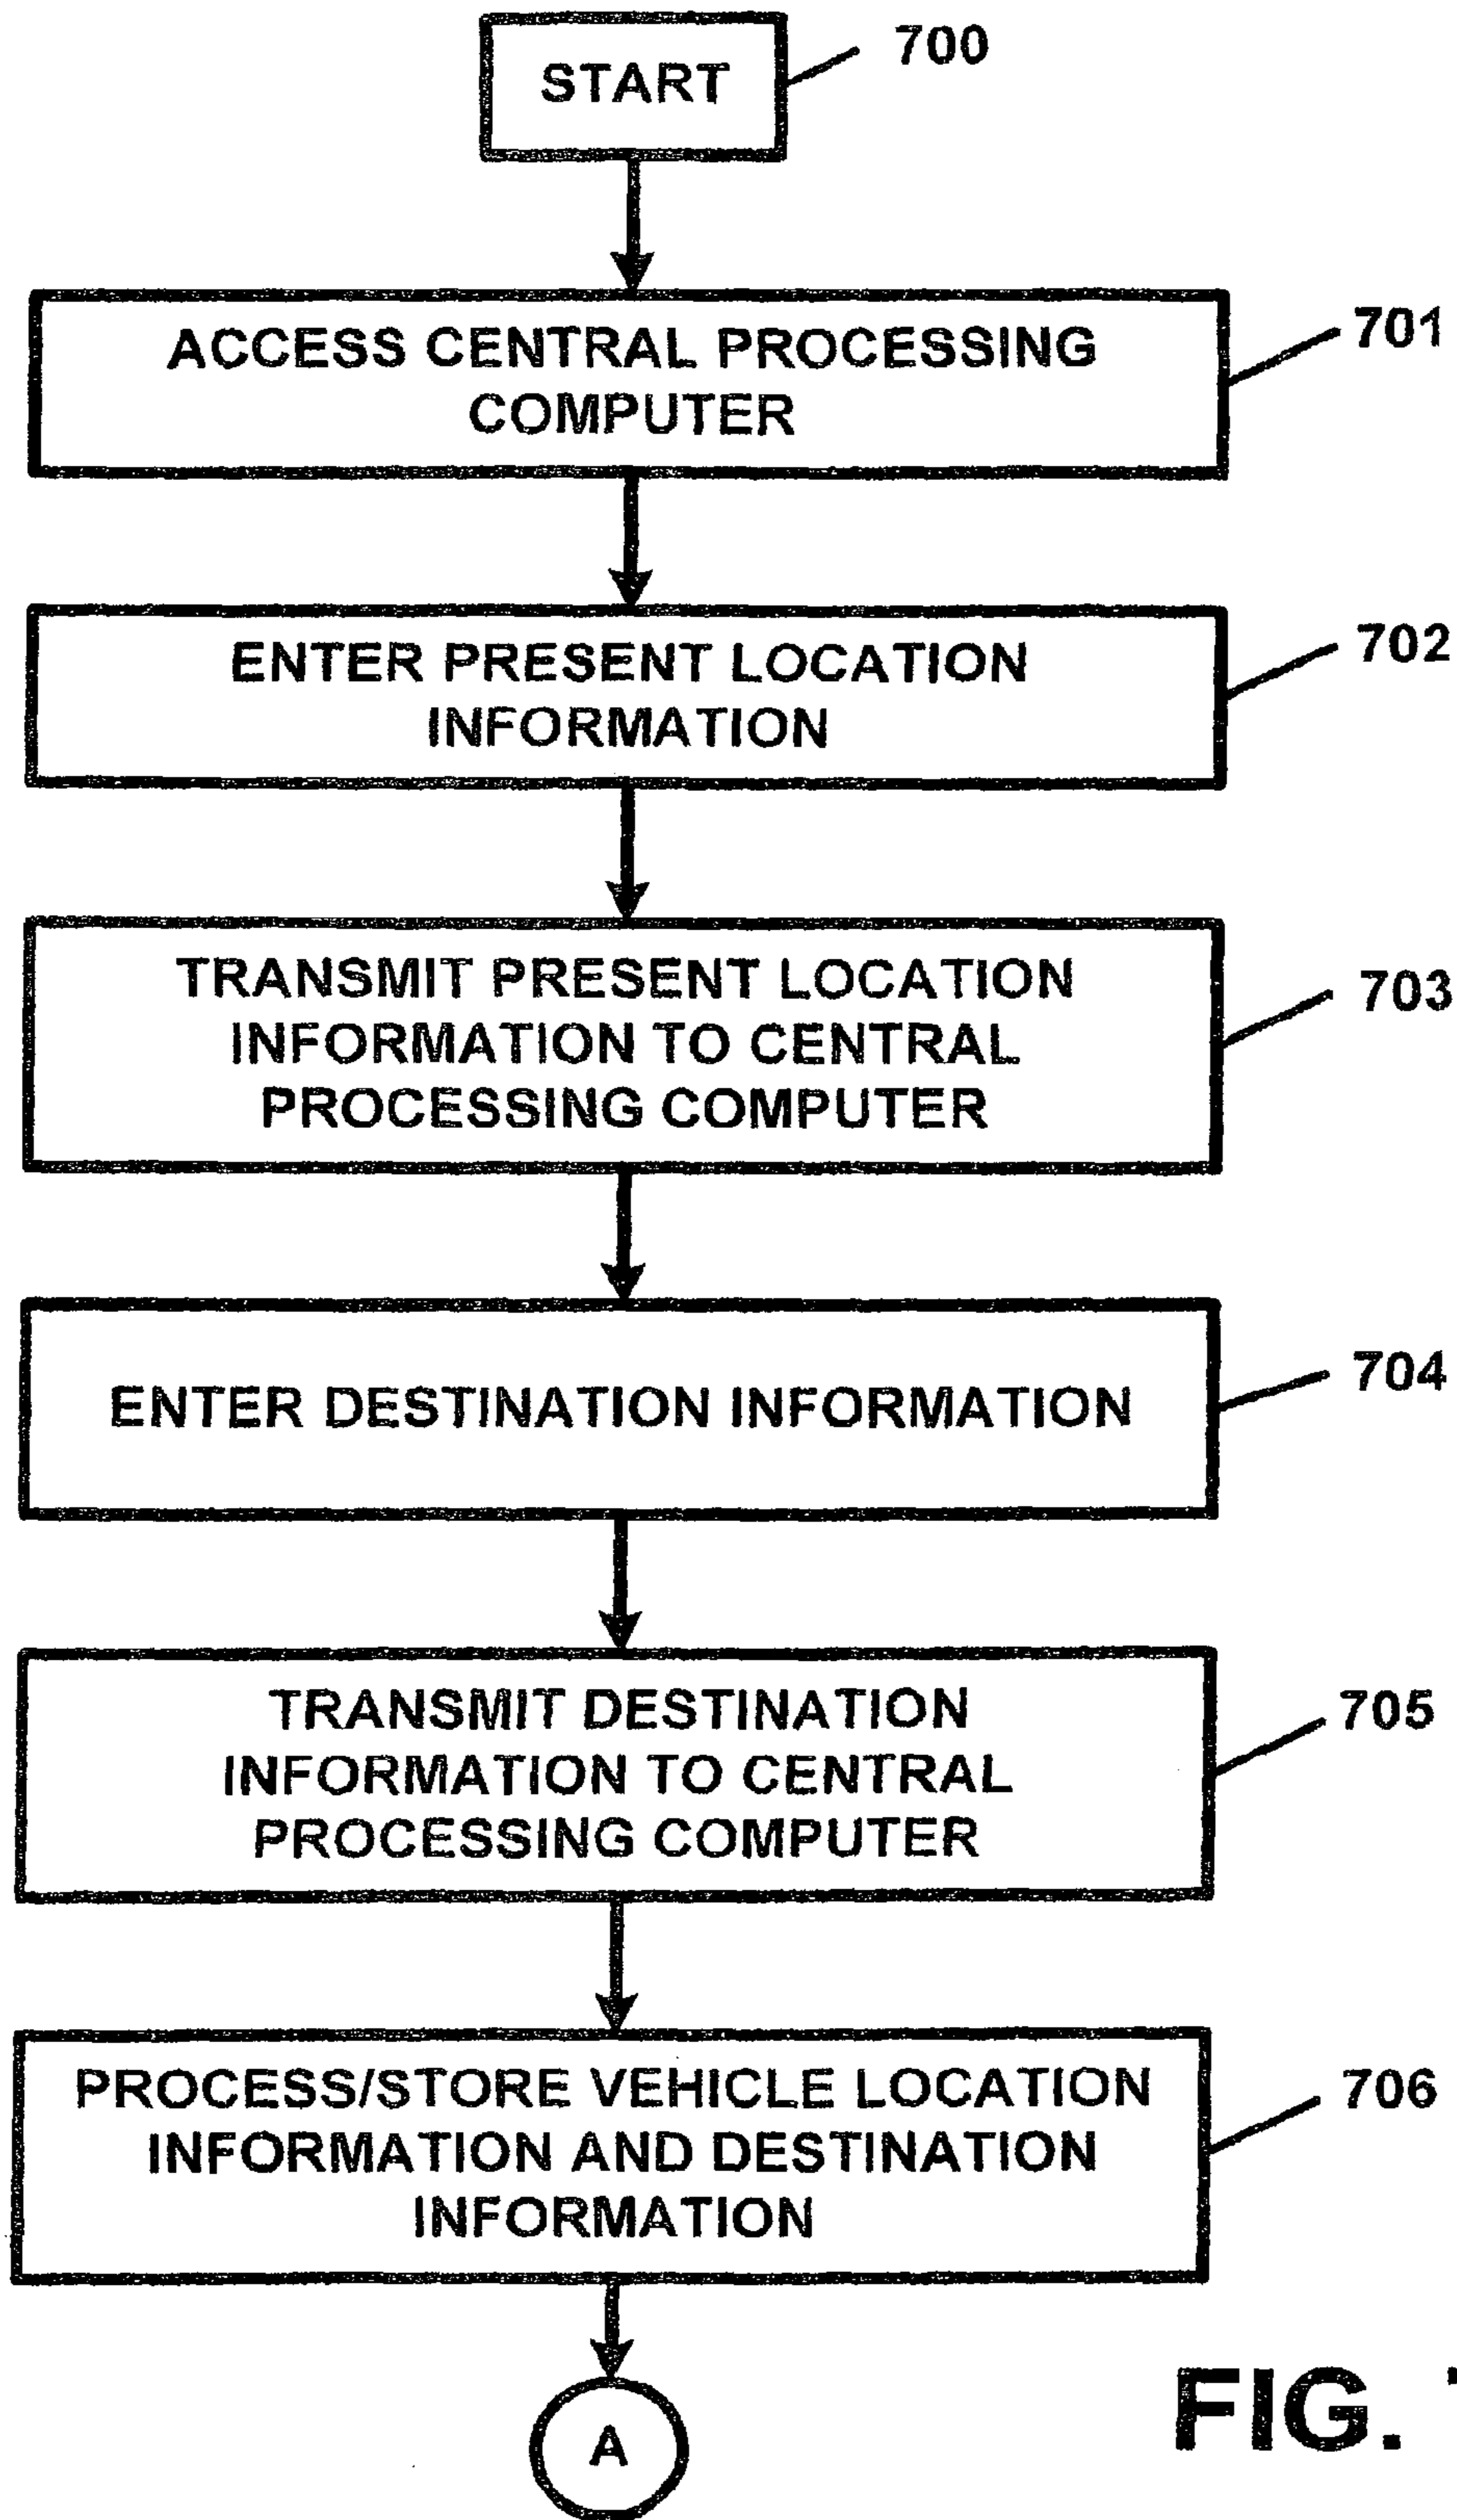 START
700
ACCESS CENTRAL PROCESSING
COMPUTER
701
ENTER PRESENT LOCATION
INFORMATION
702
TRANSMIT PRESENT LOCATION
INFORMATION TO CENTRAL
PROCESSING COMPUTER
703
ENTER DESTINATION INFORMATION
704
TRANSMIT DESTINATION
INFORMATION TO CENTRAL
PROCESSING COMPUTER
705
PROCESS/STORE VEHICLE LOCATION
INFORMATION AND DESTINATION
INFORMATION
706
A
FIG.